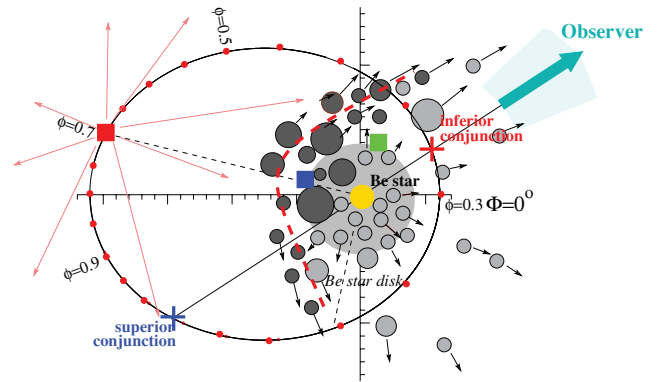 ϕ=0.5
Observer
ϕ=0.7
inferior
conjunction
Be star
ϕ=0.3 Φ=0°
ϕ=0.9
Be star disk
superior
conjunction